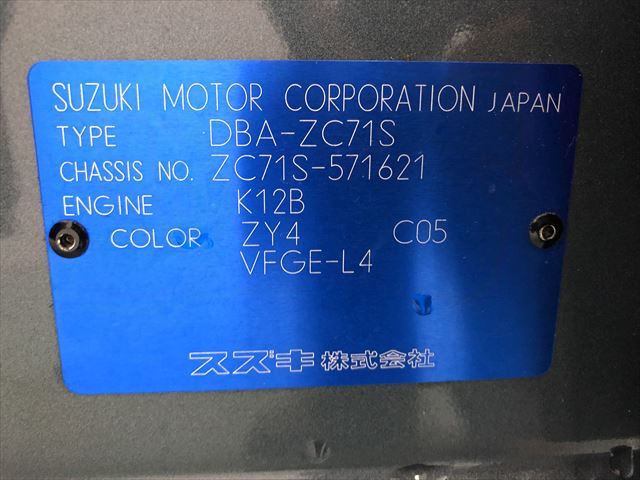 SUZUKI MOTOR CORPORATION JAPAN
TYPE DBA-ZC71S
CHASSIS NO. ZC71S-571621
ENGINE K12B
COLOR ZY4 C05
VFGE-L4
スズキ株式会社